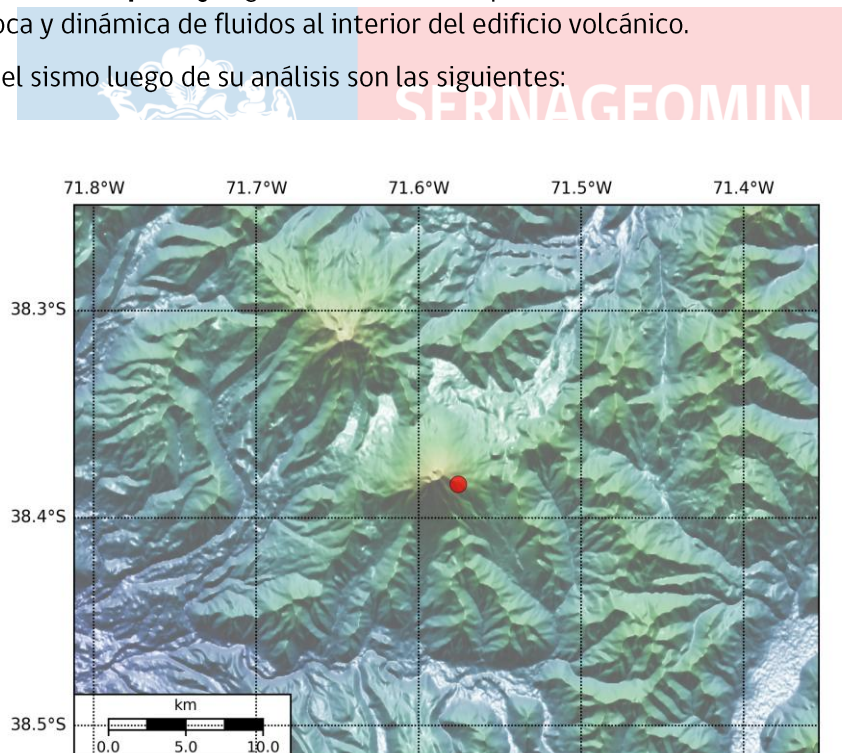 oca y dinámica de fluidos al interior del edificio volcánico.
el sismo luego de su análisis son las siguientes:
SERNAGEOMIN
71.8°W 71.7°W 71.6°W 71.5°W 71.4°W
38.3°S
38.4°S
38.5°S
km
0.0 5.0 10.0